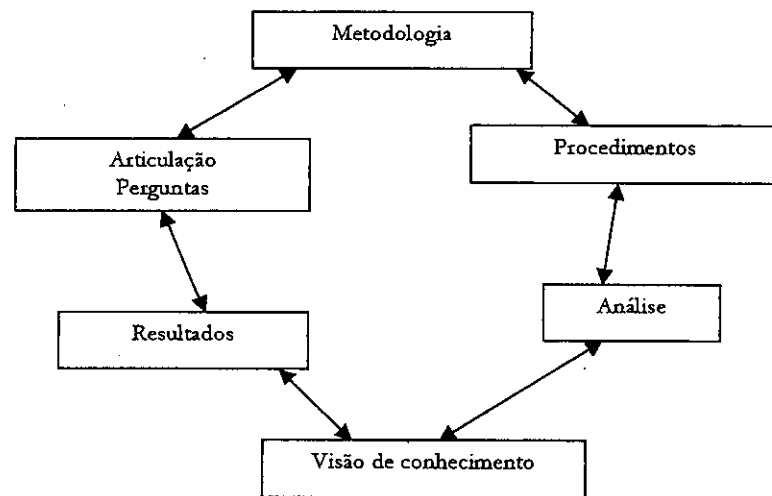 Metodologia
Articulação
Perguntas
Procedimentos
Resultados
Análise
Visão de conhecimento